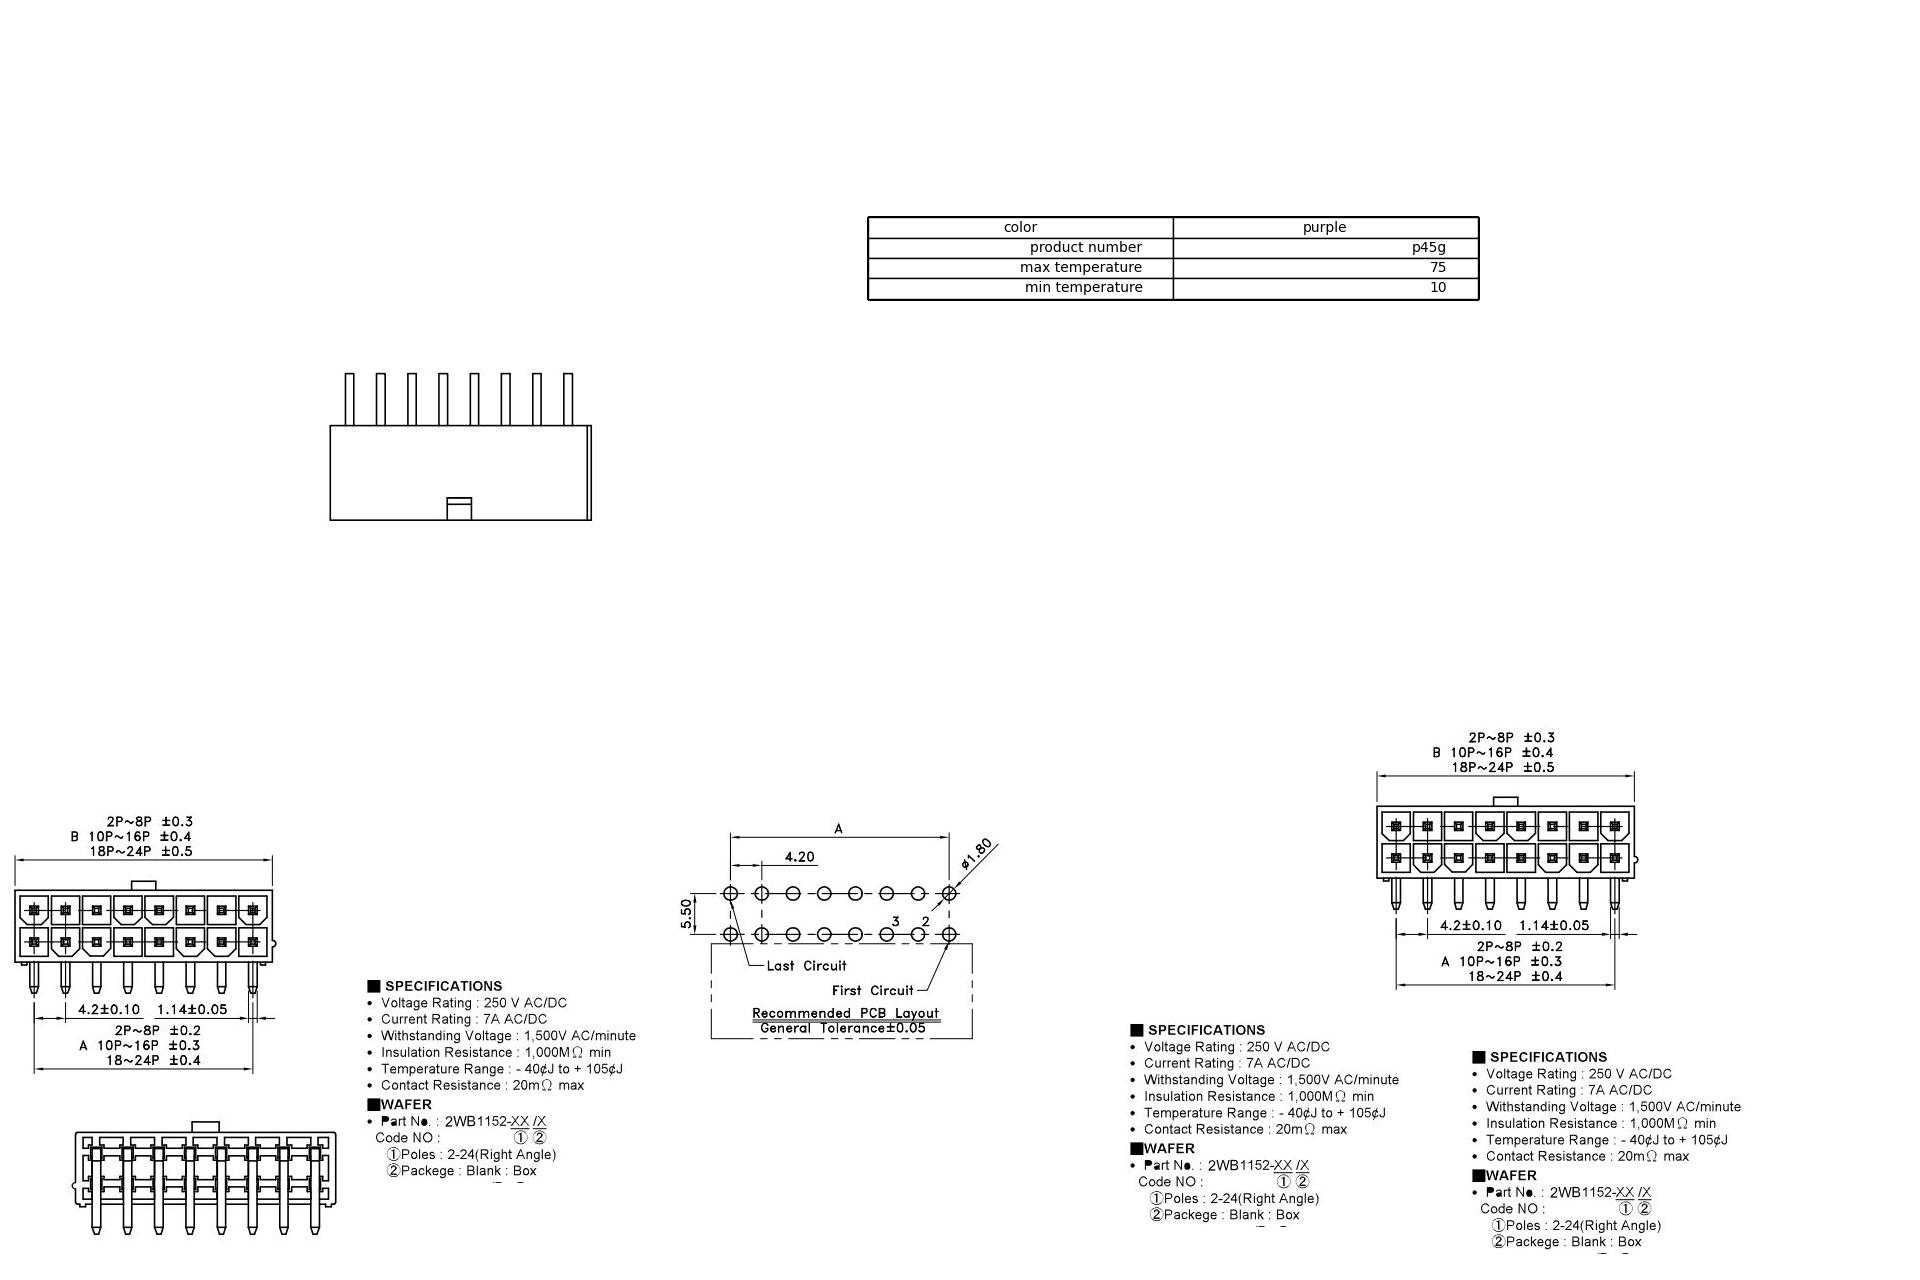 color purple
product number p45g
max temperature 75
min temperature 10
2P~8P ±0.3
B 10P~16P ±0.4
18P~24P ±0.5
4.2±0.10 1.14±0.05
2P~8P ±0.2
A 10P~16P ±0.3
18~24P ±0.4
■ SPECIFICATIONS
• Voltage Rating : 250 V AC/DC
• Current Rating : 7A AC/DC
• Withstanding Voltage : 1,500V AC/minute
• Insulation Resistance : 1,000MΩ min
• Temperature Range : - 40¢J to + 105¢J
• Contact Resistance : 20mΩ max
■WAFER
• Part No. : 2WB1152-XX /X
Code NO : ① ②
①Poles : 2-24(Right Angle)
②Packege : Blank : Box
A
4.20
ø1.80
5.50
3 2
Last Circuit
First Circuit
Recommended PCB Layout
General Tolerance±0.05
2P~8P ±0.3
B 10P~16P ±0.4
18P~24P ±0.5
4.2±0.10 1.14±0.05
2P~8P ±0.2
A 10P~16P ±0.3
18~24P ±0.4
■ SPECIFICATIONS
• Voltage Rating : 250 V AC/DC
• Current Rating : 7A AC/DC
• Withstanding Voltage : 1,500V AC/minute
• Insulation Resistance : 1,000MΩ min
• Temperature Range : - 40¢J to + 105¢J
• Contact Resistance : 20mΩ max
■WAFER
• Part No. : 2WB1152-XX /X
Code NO : ① ②
①Poles : 2-24(Right Angle)
②Packege : Blank : Box
■ SPECIFICATIONS
• Voltage Rating : 250 V AC/DC
• Current Rating : 7A AC/DC
• Withstanding Voltage : 1,500V AC/minute
• Insulation Resistance : 1,000MΩ min
• Temperature Range : - 40¢J to + 105¢J
• Contact Resistance : 20mΩ max
■WAFER
• Part No. : 2WB1152-XX /X
Code NO : ① ②
①Poles : 2-24(Right Angle)
②Packege : Blank : Box